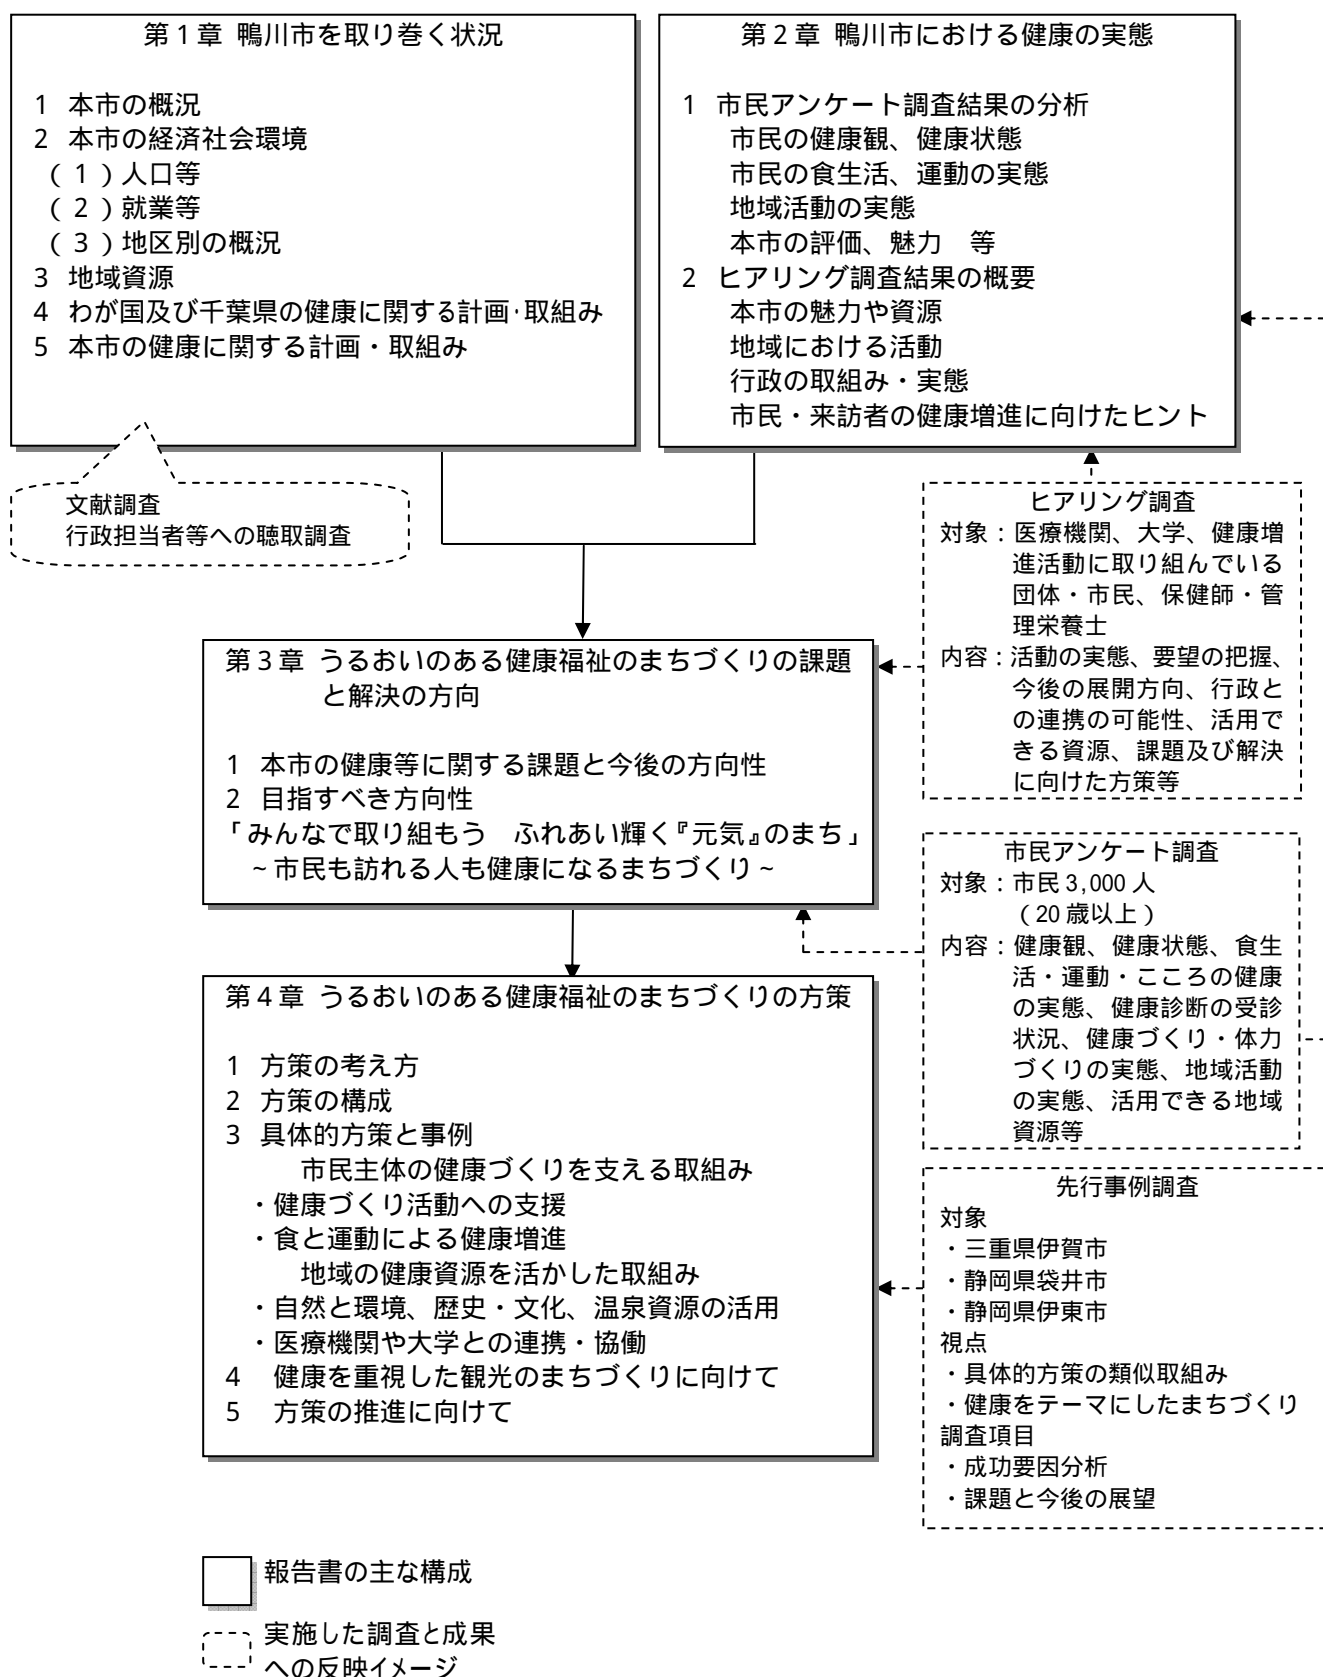 第1章 鴨川市を取り巻く状況
1 本市の概況
2 本市の経済社会環境
(1)人口等
(2)就業等
(3)地区別の概況
3 地域資源
4 わが国及び千葉県の健康に関する計画・取組み
5 本市の健康に関する計画・取組み
文献調査
行政担当者等への聴取調査
第2章 鴨川市における健康の実態
1 市民アンケート調査結果の分析
市民の健康観、健康状態
市民の食生活、運動の実態
地域活動の実態
本市の評価、魅力 等
2 ヒアリング調査結果の概要
本市の魅力や資源
地域における活動
行政の取組み・実態
市民・来訪者の健康増進に向けたヒント
ヒアリング調査
対象:医療機関、大学、健康増
進活動に取り組んでいる
団体・市民、保健師・管
理栄養士
内容:活動の実態、要望の把握、
今後の展開方向、行政と
の連携の可能性、活用で
きる資源、課題及び解決
に向けた方策等
第3章 うるおいのある健康福祉のまちづくりの課題
と解決の方向
1 本市の健康等に関する課題と今後の方向性
2 目指すべき方向性
「みんなで取り組もう ふれあい輝く『元気』のまち」
~市民も訪れる人も健康になるまちづくり~
市民アンケート調査
対象:市民3,000人
(20歳以上)
内容:健康観、健康状態、食生
活・運動・こころの健康
の実態、健康診断の受診
状況、健康づくり・体力
づくりの実態、地域活動
の実態、活用できる地域
資源等
第4章 うるおいのある健康福祉のまちづくりの方策
1 方策の考え方
2 方策の構成
3 具体的方策と事例
市民主体の健康づくりを支える取組み
・健康づくり活動への支援
・食と運動による健康増進
地域の健康資源を活かした取組み
・自然と環境、歴史・文化、温泉資源の活用
・医療機関や大学との連携・協働
4 健康を重視した観光のまちづくりに向けて
5 方策の推進に向けて
先行事例調査
対象
・三重県伊賀市
・静岡県袋井市
・静岡県伊東市
視点
・具体的方策の類似取組み
・健康をテーマにしたまちづくり
調査項目
・成功要因分析
・課題と今後の展望
報告書の主な構成
実施した調査と成果
への反映イメージ